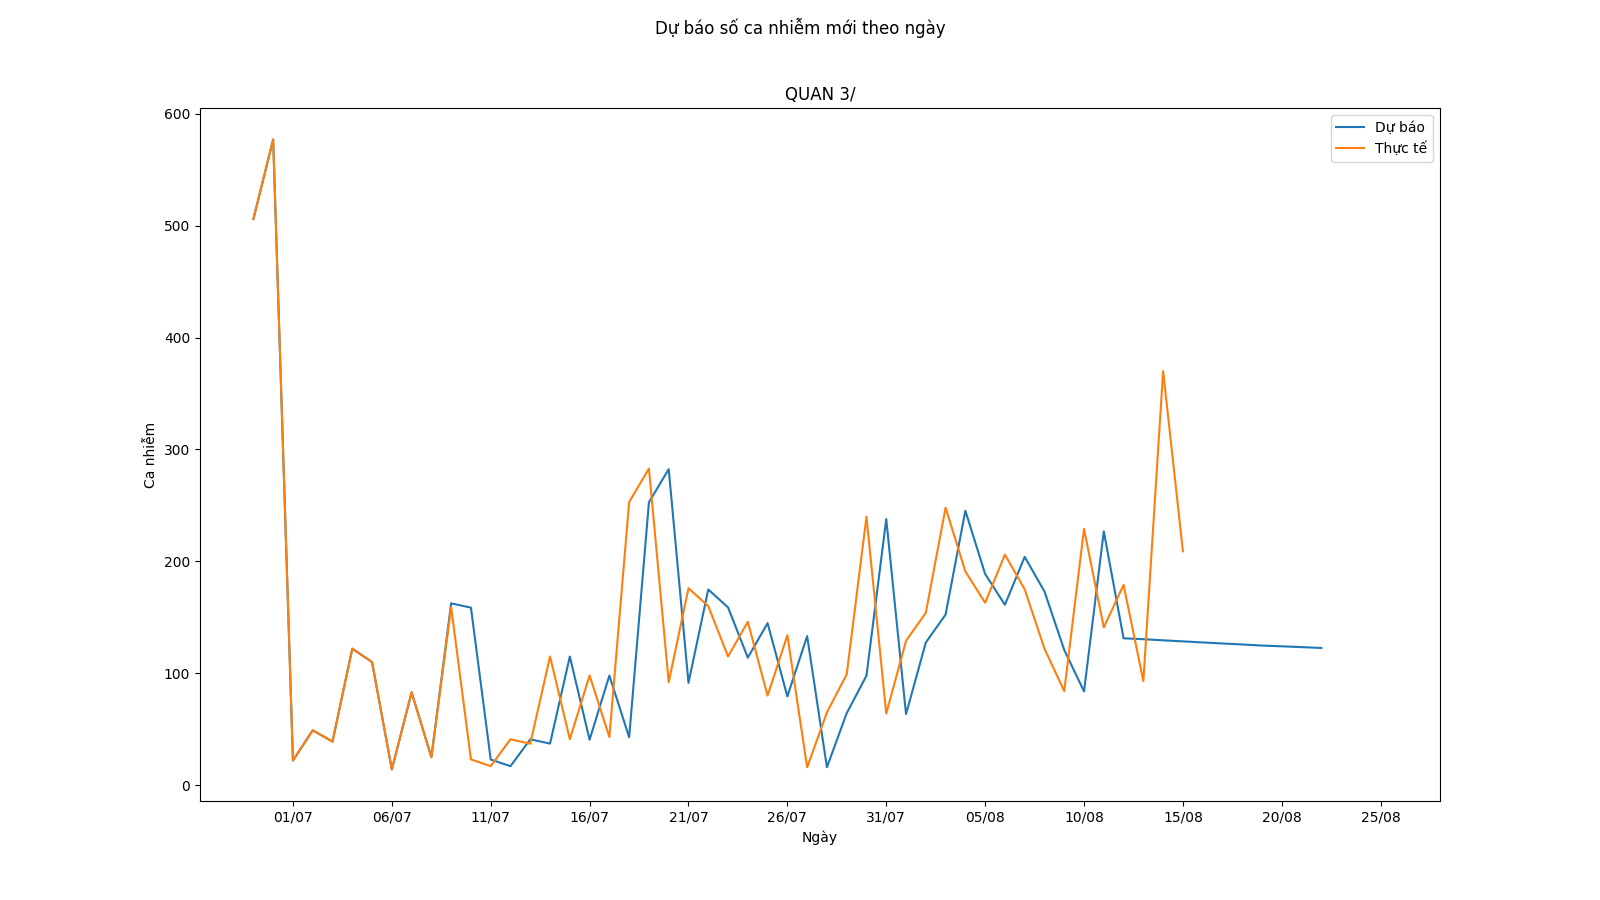 Dự báo số ca nhiễm mới theo ngày
QUAN 3/
Dự báo
Thực tế
600
500
400
300
200
100
0
Ca nhiễm
01/07 06/07 11/07 16/07 21/07 26/07 31/07 05/08 10/08 15/08 20/08 25/08
Ngày